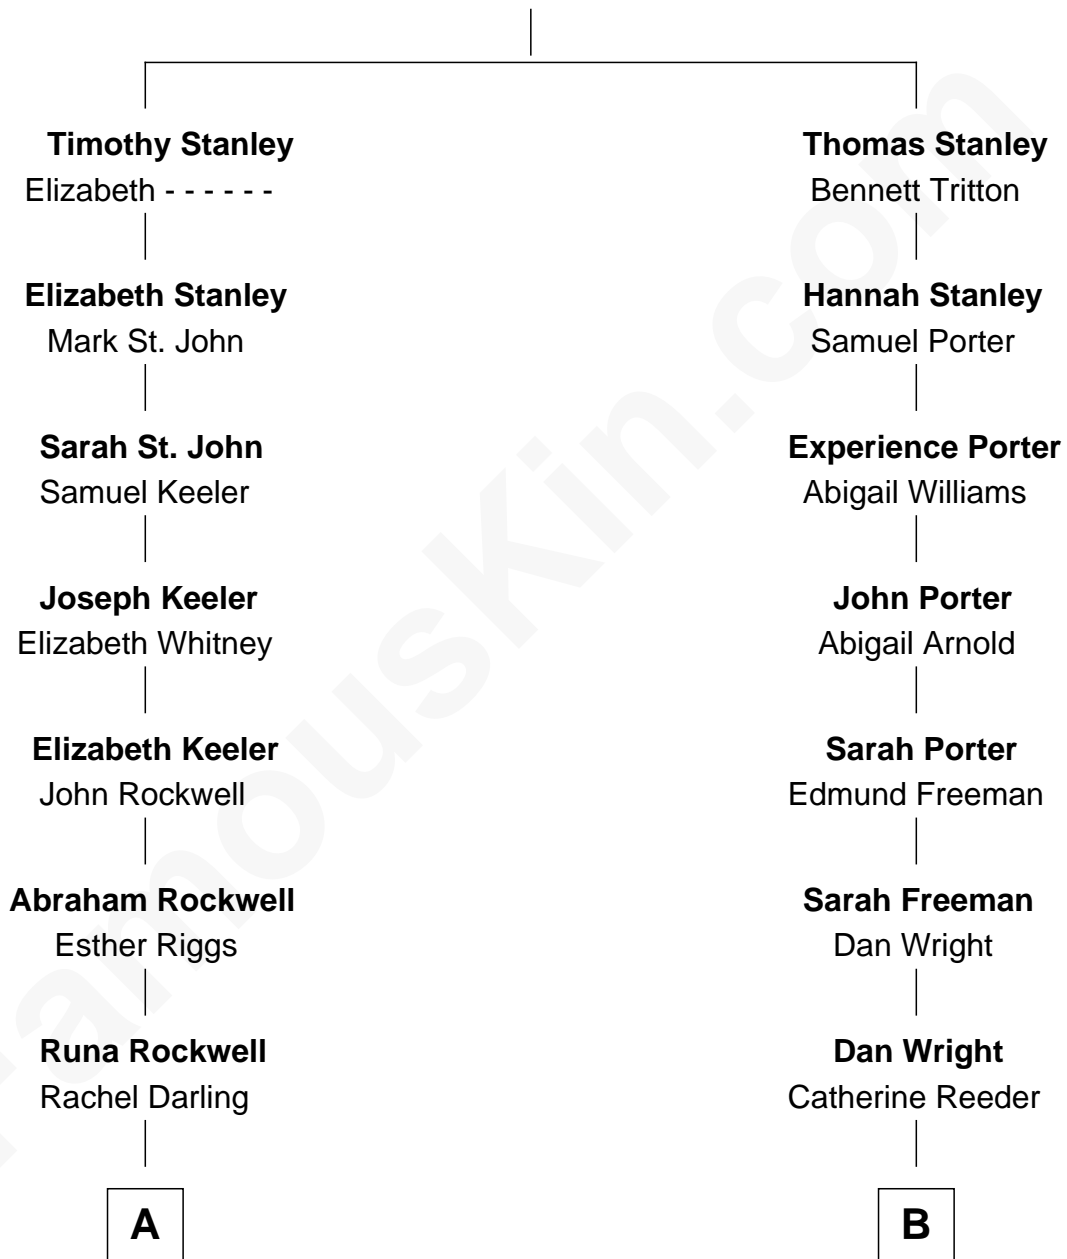 Timothy Stanley
Elizabeth - - - - - -
Elizabeth Stanley
Mark St. John
Sarah St. John
Samuel Keeler
Joseph Keeler
Elizabeth Whitney
Elizabeth Keeler
John Rockwell
Abraham Rockwell
Esther Riggs
Runa Rockwell
Rachel Darling
A
Thomas Stanley
Bennett Tritton
Hannah Stanley
Samuel Porter
Experience Porter
Abigail Williams
John Porter
Abigail Arnold
Sarah Porter
Edmund Freeman
Sarah Freeman
Dan Wright
Dan Wright
Catherine Reeder
B
FamousKin.com